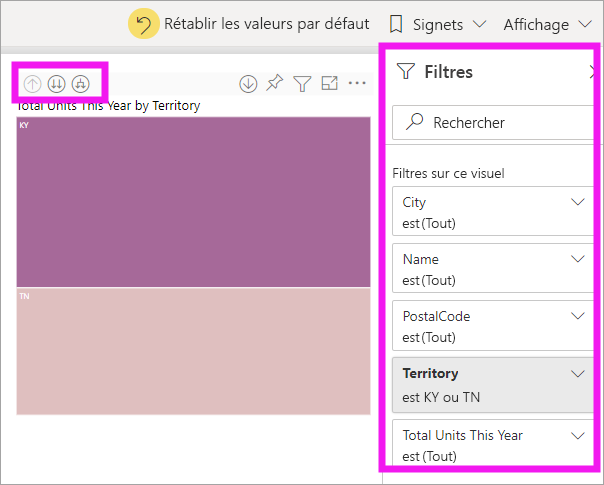 Rétablir les valeurs par défaut
Signets
Affichage
Filtres
Total Units This Year by Territory
KY
Rechercher
Filtres sur ce visuel
City
est (Tout)
Name
est (Tout)
PostalCode
est (Tout)
TN
Territory
est KY ou TN
Total Units This Year
est (Tout)